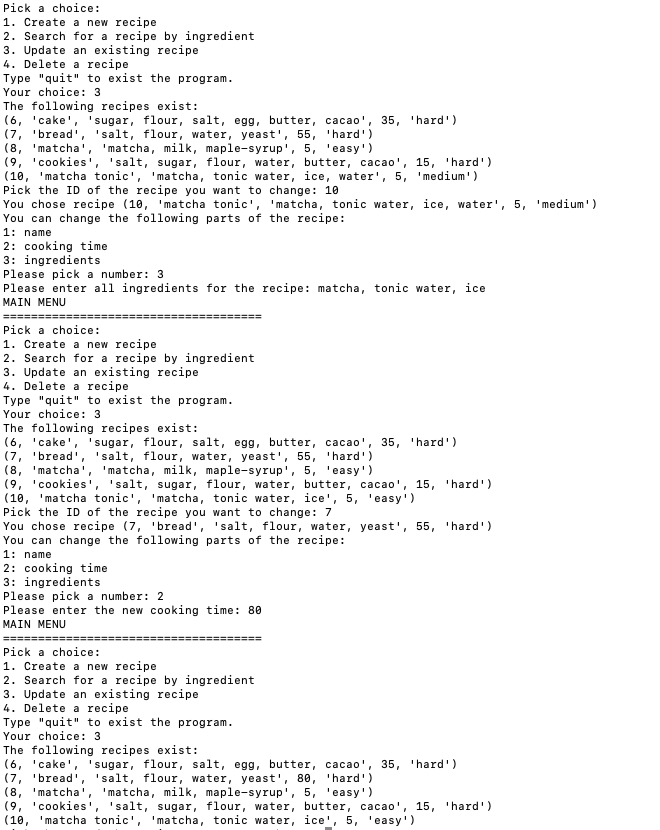 Pick a choice:
1. Create a new recipe
2. Search for a recipe by ingredient
3. Update an existing recipe
4. Delete a recipe
Type "quit" to exist the program.
Your choice: 3
The following recipes exist:
(6, 'cake', 'sugar, flour, salt, egg, butter, cacao', 35, 'hard')
(7, 'bread', 'salt, flour, water, yeast', 55, 'hard')
(8, 'matcha', 'matcha, milk, maple-syrup', 5, 'easy')
(9, 'cookies', 'salt, sugar, flour, water, butter, cacao', 15, 'hard')
(10, 'matcha tonic', 'matcha, tonic water, ice, water', 5, 'medium')
Pick the ID of the recipe you want to change: 10
You chose recipe (10, 'matcha tonic', 'matcha, tonic water, ice, water', 5, 'medium')
You can change the following parts of the recipe:
1: name
2: cooking time
3: ingredients
Please pick a number: 3
Please enter all ingredients for the recipe: matcha, tonic water, ice
MAIN MENU
=====================================
Pick a choice:
1. Create a new recipe
2. Search for a recipe by ingredient
3. Update an existing recipe
4. Delete a recipe
Type "quit" to exist the program.
Your choice: 3
The following recipes exist:
(6, 'cake', 'sugar, flour, salt, egg, butter, cacao', 35, 'hard')
(7, 'bread', 'salt, flour, water, yeast', 55, 'hard')
(8, 'matcha', 'matcha, milk, maple-syrup', 5, 'easy')
(9, 'cookies', 'salt, sugar, flour, water, butter, cacao', 15, 'hard')
(10, 'matcha tonic', 'matcha, tonic water, ice', 5, 'easy')
Pick the ID of the recipe you want to change: 7
You chose recipe (7, 'bread', 'salt, flour, water, yeast', 55, 'hard')
You can change the following parts of the recipe:
1: name
2: cooking time
3: ingredients
Please pick a number: 2
Please enter the new cooking time: 80
MAIN MENU
=====================================
Pick a choice:
1. Create a new recipe
2. Search for a recipe by ingredient
3. Update an existing recipe
4. Delete a recipe
Type "quit" to exist the program.
Your choice: 3
The following recipes exist:
(6, 'cake', 'sugar, flour, salt, egg, butter, cacao', 35, 'hard')
(7, 'bread', 'salt, flour, water, yeast', 80, 'hard')
(8, 'matcha', 'matcha, milk, maple-syrup', 5, 'easy')
(9, 'cookies', 'salt, sugar, flour, water, butter, cacao', 15, 'hard')
(10, 'matcha tonic', 'matcha, tonic water, ice', 5, 'easy')